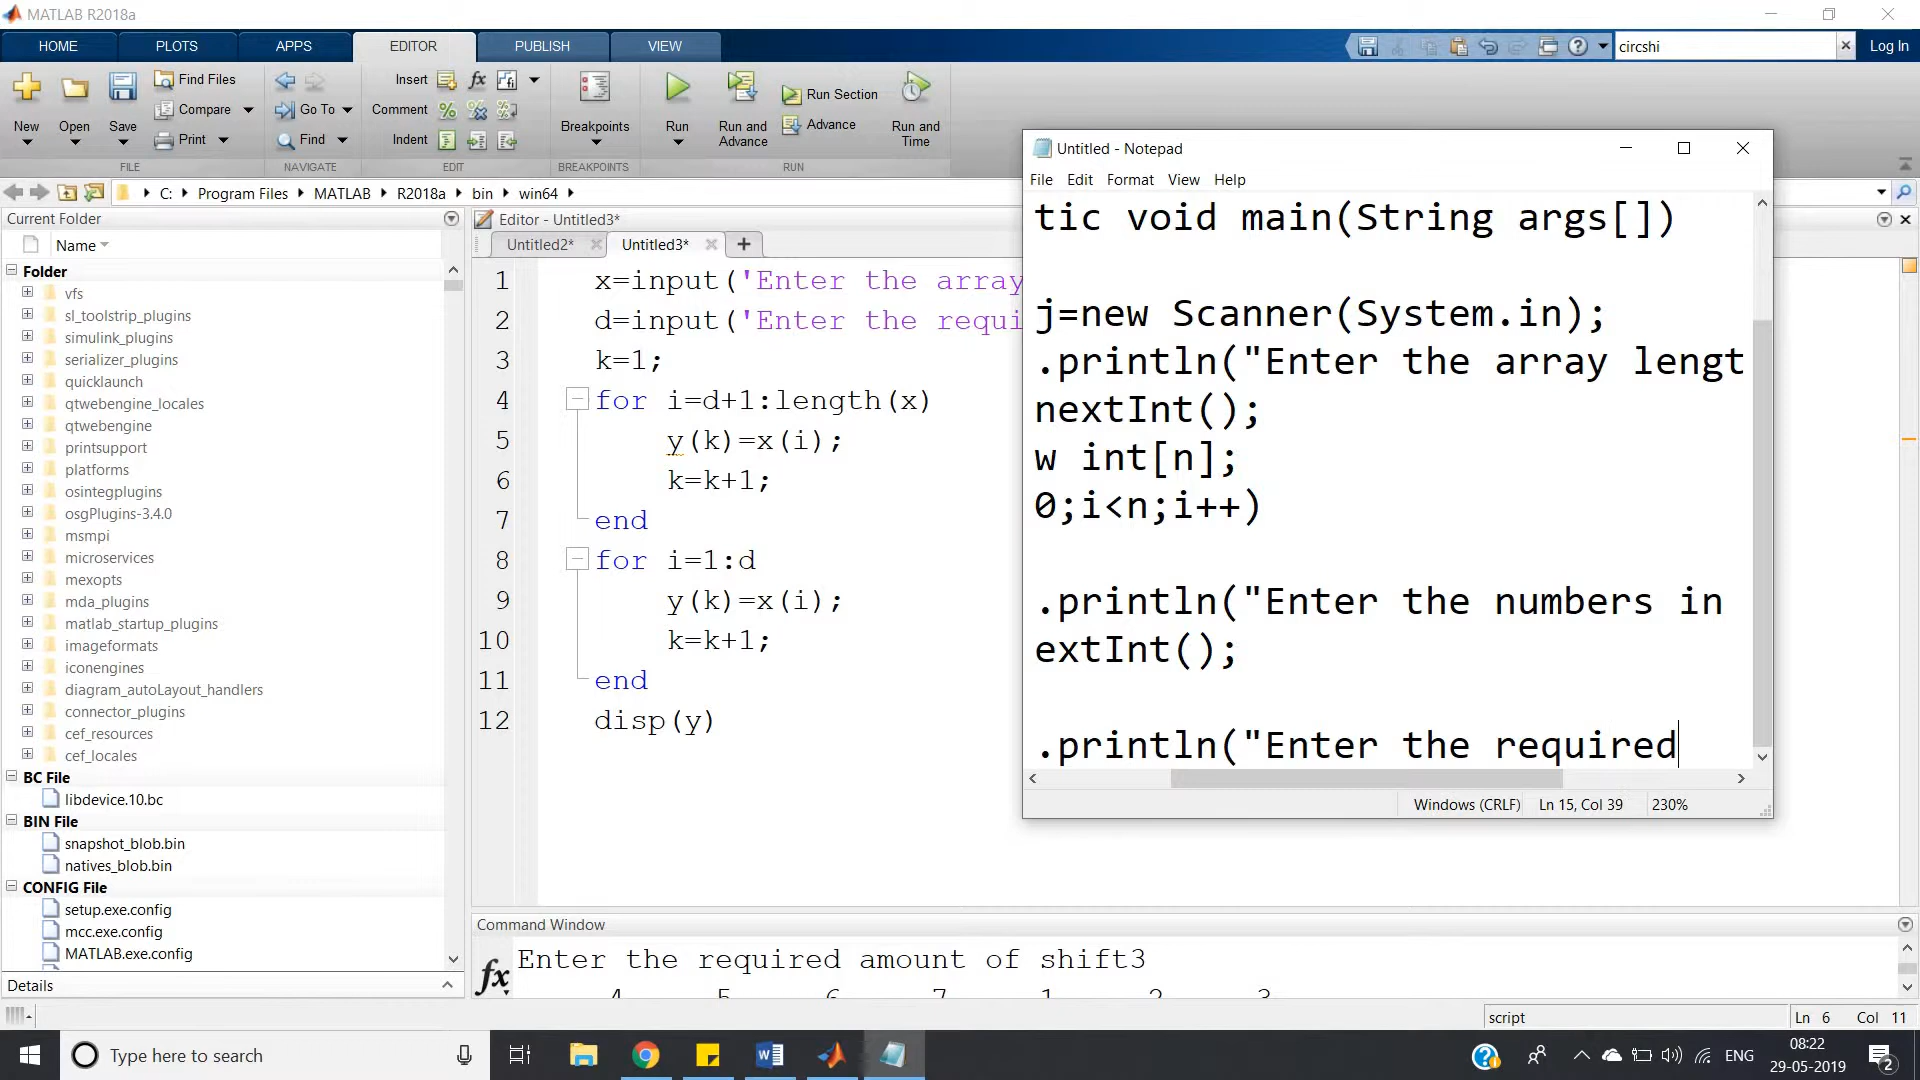 MATLAB R2018a
HOME PLOTS APPS EDITOR PUBLISH VIEW
circshi
Log In
New
Open
Save
Find Files
Compare
Print
FILE
Go To
Find
NAVIGATE
Insert
Comment
Indent
EDIT
Breakpoints
BREAKPOINTS
Run
Run and Advance
Run Section
Advance
Run and Time
RUN
C: Program Files MATLAB R2018a bin win64
Current Folder
Name
Folder
vfs
sl_toolstrip_plugins
simulink_plugins
serializer_plugins
quicklaunch
qtwebengine_locales
qtwebengine
printsupport
platforms
osintegplugins
osgPlugins-3.4.0
msmpi
microservices
mexopts
mda_plugins
matlab_startup_plugins
imageformats
iconengines
diagram_autoLayout_handlers
connector_plugins
cef_resources
cef_locales
BC File
libdevice.10.bc
BIN File
snapshot_blob.bin
natives_blob.bin
CONFIG File
setup.exe.config
mcc.exe.config
MATLAB.exe.config
Details
Editor - Untitled3*
Untitled2* Untitled3*
1 x=input('Enter the array
2 d=input('Enter the requi
3 k=1;
4 for i=d+1:length(x)
5 y(k)=x(i);
6 k=k+1;
7 end
8 for i=1:d
9 y(k)=x(i);
10 k=k+1;
11 end
12 disp(y)
Untitled - Notepad
File Edit Format View Help
tic void main(String args[])
j=new Scanner(System.in);
.println("Enter the array lengt
nextInt();
w int[n];
0;i<n;i++)
.println("Enter the numbers in
extInt();
.println("Enter the required
Windows (CRLF) Ln 15, Col 39 230%
Command Window
fx
Enter the required amount of shift3
4 5 6 7 1 2 3
script
Ln 6 Col 11
Type here to search
ENG
08:22
29-05-2019
2